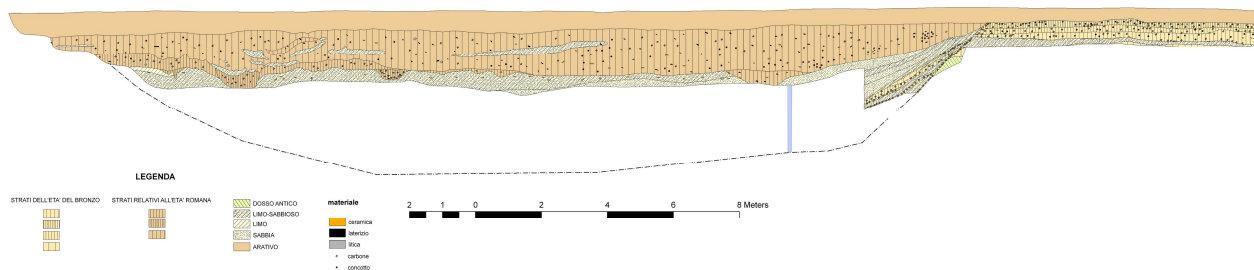 LEGENDA
STRATI DELL'ETA' DEL BRONZO
STRATI RELATIVI ALL'ETA' ROMANA
DOSSO ANTICO
LIMO-SABBIOSO
LIMO
SABBIA
ARATIVO
materiale
ceramica
laterizio
litica
carbone
concotto
2 1 0 2 4 6 8 Meters